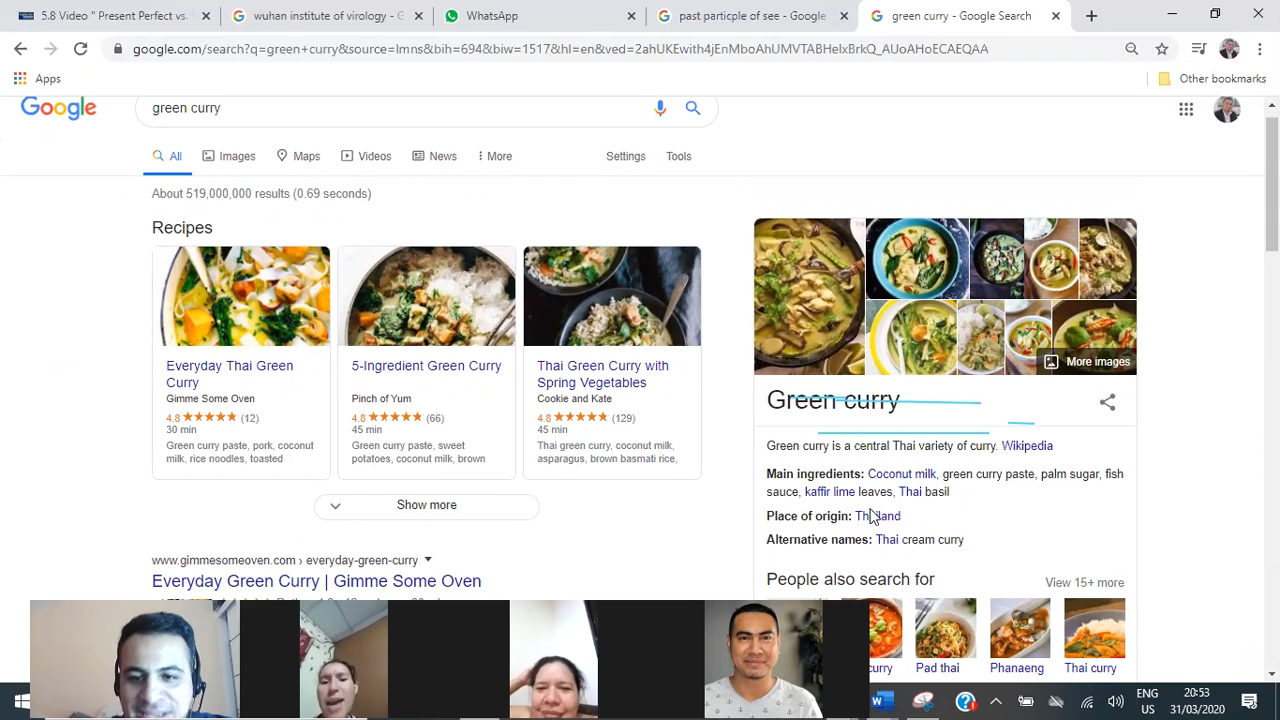 5.8 Video " Present Perfect vs.
wuhan institute of virology - G
WhatsApp
past particple of see - Google
green curry - Google Search
google.com/search?q=green+curry&source=lmns&bih=694&biw=1517&hl=en&ved=2ahUKEwith4jEnMboAhUMVTABHelxBrkQ_AUoAHoECAEQAA
Apps
Other bookmarks
Google
green curry
All
Images
Maps
Videos
News
More
Settings
Tools
About 519,000,000 results (0.69 seconds)
Recipes
Everyday Thai Green
Curry
Gimme Some Oven
4.8 (12)
30 min
Green curry paste, pork, coconut
milk, rice noodles, toasted
5-Ingredient Green Curry
Pinch of Yum
4.8 (66)
45 min
Green curry paste, sweet
potatoes, coconut milk, brown
Thai Green Curry with
Spring Vegetables
Cookie and Kate
4.8 (129)
45 min
Thai green curry, coconut milk,
asparagus, brown basmati rice,
Show more
www.gimmesomeoven.com › everyday-green-curry
Everyday Green Curry | Gimme Some Oven
More images
Green curry
Green curry is a central Thai variety of curry. Wikipedia
Main ingredients: Coconut milk, green curry paste, palm sugar, fish
sauce, kaffir lime leaves, Thai basil
Place of origin: Thailand
Alternative names: Thai cream curry
People also search for
View 15+ more
curry
Pad thai
Phanaeng
Thai curry
ENG
US
20:53
31/03/2020